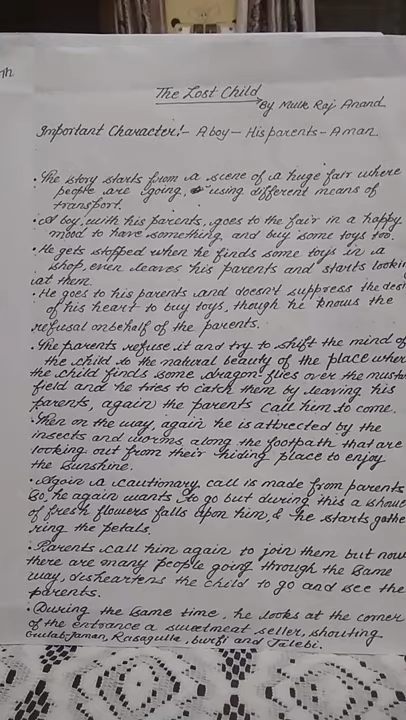 The Lost Child
By Mulk Raj Anand
Important Character:- A boy - His parents - A man
• The story starts from a scene of a huge fair where
people are going, using different means of
transport.
• A boy, with his parents, goes to the fair in a happy
mood to have something, and buy some toys too.
• He gets stopped when he finds some toys in a
shop, even leaves his parents and starts lookin
at them.
• He goes to his parents and doesn't suppress the desi
of his heart to buy toys, though he knows the
refusal onbehalf of the parents.
• The parents refuse it and try to shift the mind of
the child to the natural beauty of the place wher
the child finds some dragon-flies over the mustar
field and he tries to catch them by leaving his
parents, again the parents call him to come.
• Then on the way, again he is attrected by the
insects and worms along the footpath that are
looking out from their hiding place to enjoy
the Sunshine.
• Again a cautionary call is made from parents
So, he again wants to go but during this a show
of fresh flowers falls upon him, & he starts gathe
ring the petals.
• Parents call him again to join them but now
there are many people going through the same
way, disheartens the child to go and see the
parents.
• During the same time, he looks at the corner
of the entrance a sweetmeat seller, shouting
Gulab-Jaman, Rasagulla, burfi and Jalebi.